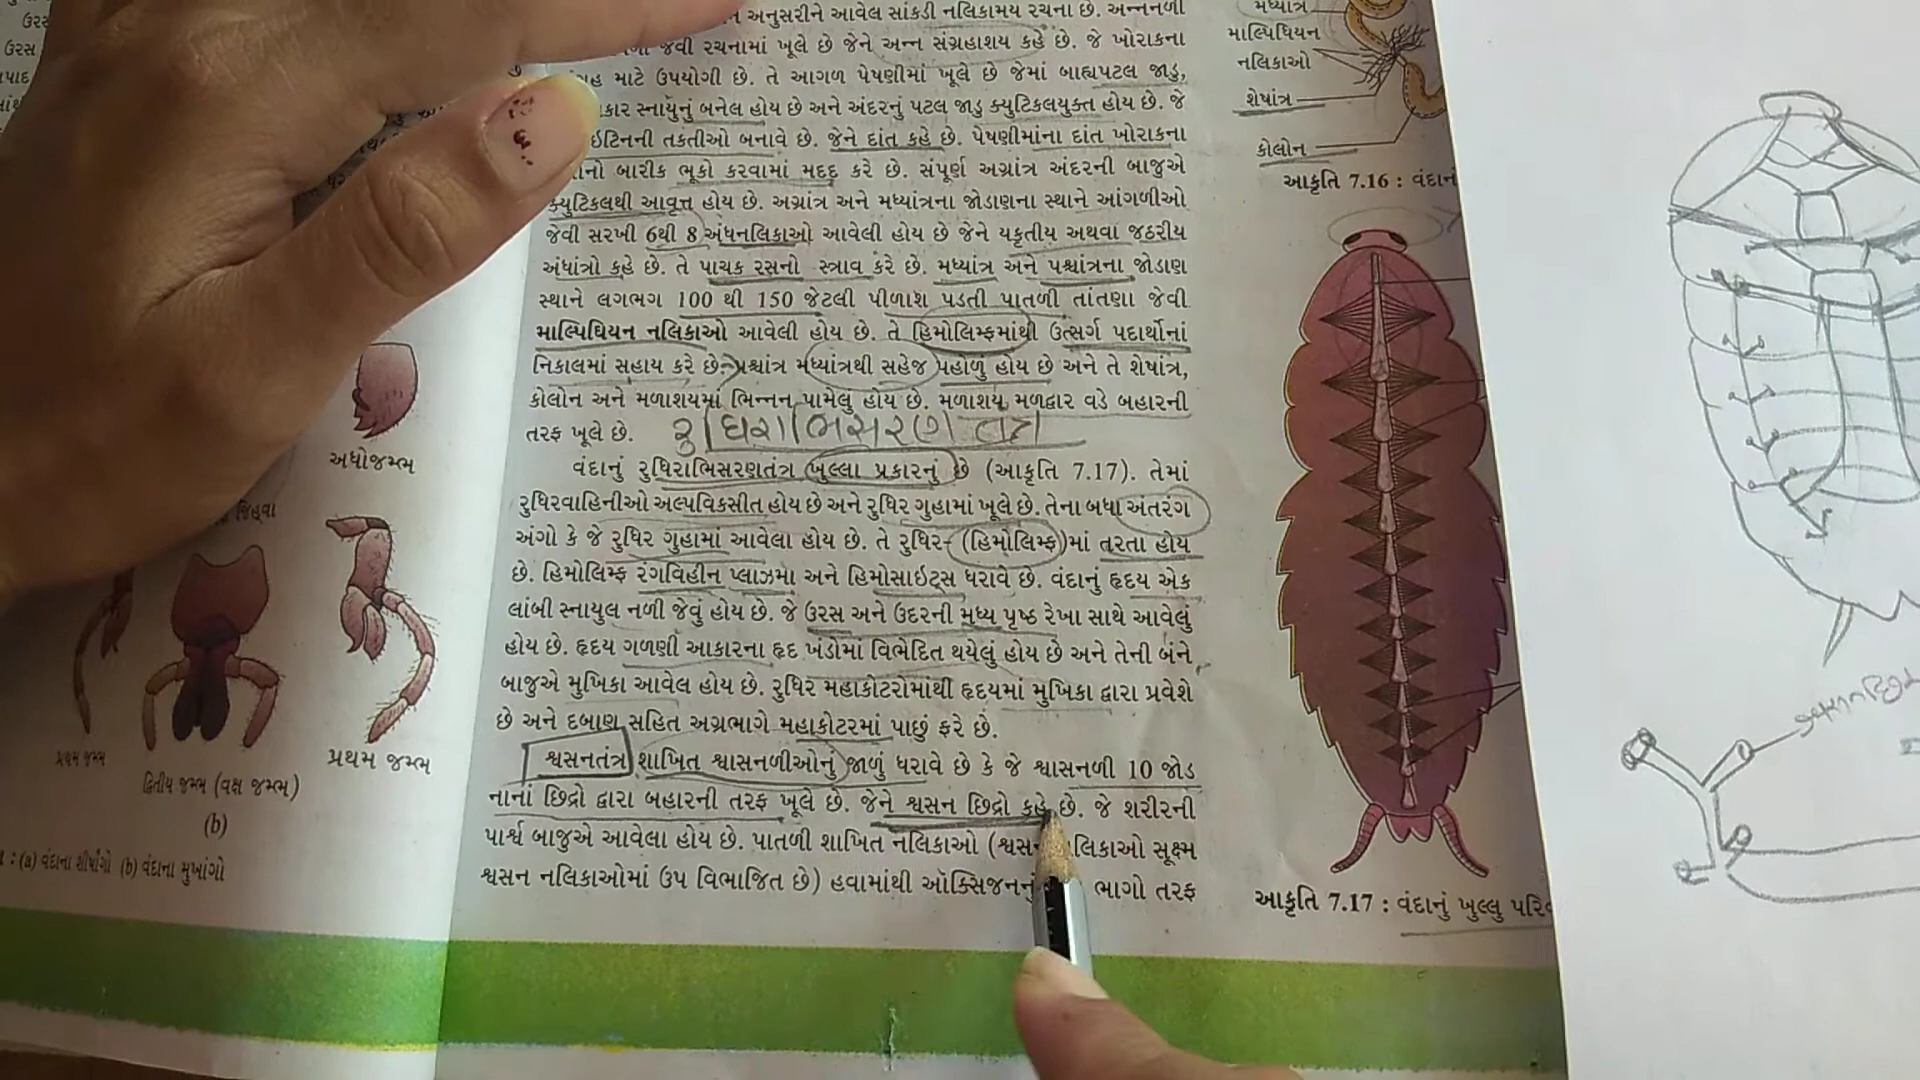 અનુસરીને આવેલ સાંકડી નલિકામય રચના છે. અન્નનળી
જેવી રચનામાં ખૂલે છે જેને અન્ન સંગ્રહાશય કહે છે. જે ખોરાકના
માટે ઉપયોગી છે. તે આગળ પેષણીમાં ખૂલે છે જેમાં બાહ્યપટલ જાડુ,
સ્નાયુનું બનેલ હોય છે અને અંદરનું પટલ જાડુ ક્યુટિકલયુક્ત હોય છે. જે
તકતીઓ બનાવે છે. જેને દાંત કહે છે. પેષણીમાંના દાંત ખોરાકના
બારીક ભૂકો કરવામાં મદદ કરે છે. સંપૂર્ણ અગ્રાંત્ર અંદરની બાજુએ
ક્યુટિકલથી આવૃત્ત હોય છે. અગ્રાંત્ર અને મધ્યાંત્રના જોડાણના સ્થાને આંગળીઓ
જેવી સરખી 6થી 8 અંધનલિકાઓ આવેલી હોય છે જેને યકૃતીય અથવા જઠરીય
અંધાંત્રો કહે છે. તે પાચક રસનો સ્ત્રાવ કરે છે. મધ્યાંત્ર અને પશ્ચાંત્રના જોડાણ
સ્થાને લગભગ 100 થી 150 જેટલી પીળાશ પડતી પાતળી તાંતણા જેવી
માલ્પિઘિયન નલિકાઓ આવેલી હોય છે. તે હિમોલિમ્ફમાંથી ઉત્સર્ગ પદાર્થોનાં
નિકાલમાં સહાય કરે છે. પશ્ચાંત્ર મધ્યાંત્રથી સહેજ પહોળું હોય છે અને તે શેષાંત્ર,
કોલોન અને મળાશયમાં ભિન્નન પામેલું હોય છે. મળાશય મળદ્વાર વડે બહારની
તરફ ખૂલે છે.
રુધિરાભિસરણ તંત્ર
વંદાનું રુધિરાભિસરણતંત્ર ખુલ્લા પ્રકારનું છે (આકૃતિ 7.17). તેમાં
રુધિરવાહિનીઓ અલ્પવિકસીત હોય છે અને રુધિર ગુહામાં ખૂલે છે. તેના બધા અંતરંગ
અંગો કે જે રુધિર ગુહામાં આવેલા હોય છે. તે રુધિર (હિમોલિમ્ફ)માં તરતા હોય
છે. હિમોલિમ્ફ રંગવિહીન પ્લાઝમા અને હિમોસાઇટ્સ ધરાવે છે. વંદાનું હૃદય એક
લાંબી સ્નાયુલ નળી જેવું હોય છે. જે ઉરસ અને ઉદરની મધ્ય પૃષ્ઠ રેખા સાથે આવેલું
હોય છે. હૃદય ગળણી આકારના હૃદ ખંડોમાં વિભેદિત થયેલું હોય છે અને તેની બંને
બાજુએ મુખિકા આવેલ હોય છે. રુધિર મહાકોટરોમાંથી હૃદયમાં મુખિકા દ્વારા પ્રવેશે
છે અને દબાણ સહિત અગ્રભાગે મહાકોટરમાં પાછું ફરે છે.
શ્વસનતંત્ર શાખિત શ્વાસનળીઓનું જાળું ધરાવે છે કે જે શ્વાસનળી 10 જોડ
નાનાં છિદ્રો દ્વારા બહારની તરફ ખૂલે છે. જેને શ્વસન છિદ્રો કહે છે. જે શરીરની
પાર્શ્વ બાજુએ આવેલા હોય છે. પાતળી શાખિત નલિકાઓ (શ્વસન નલિકાઓ સૂક્ષ્મ
શ્વસન નલિકાઓમાં ઉપ વિભાજિત છે) હવામાંથી ઑક્સિજનનું ભાગો તરફ
ઉરસ
અધોજમ્ભ
જિહ્વા
પ્રથમ જમ્ભ
દ્વિતીય જમ્ભ (વક્ષ જમ્ભ)
પ્રથમ જમ્ભ
(b)
: (a) વંદાના શીર્ષાંગો (b) વંદાના મુખાંગો
મધ્યાંત્ર
માલ્પિઘિયન
નલિકાઓ
શેષાંત્ર
કોલોન
આકૃતિ 7.16 :
આકૃતિ 7.17 : વંદાનું ખુલ્લુ